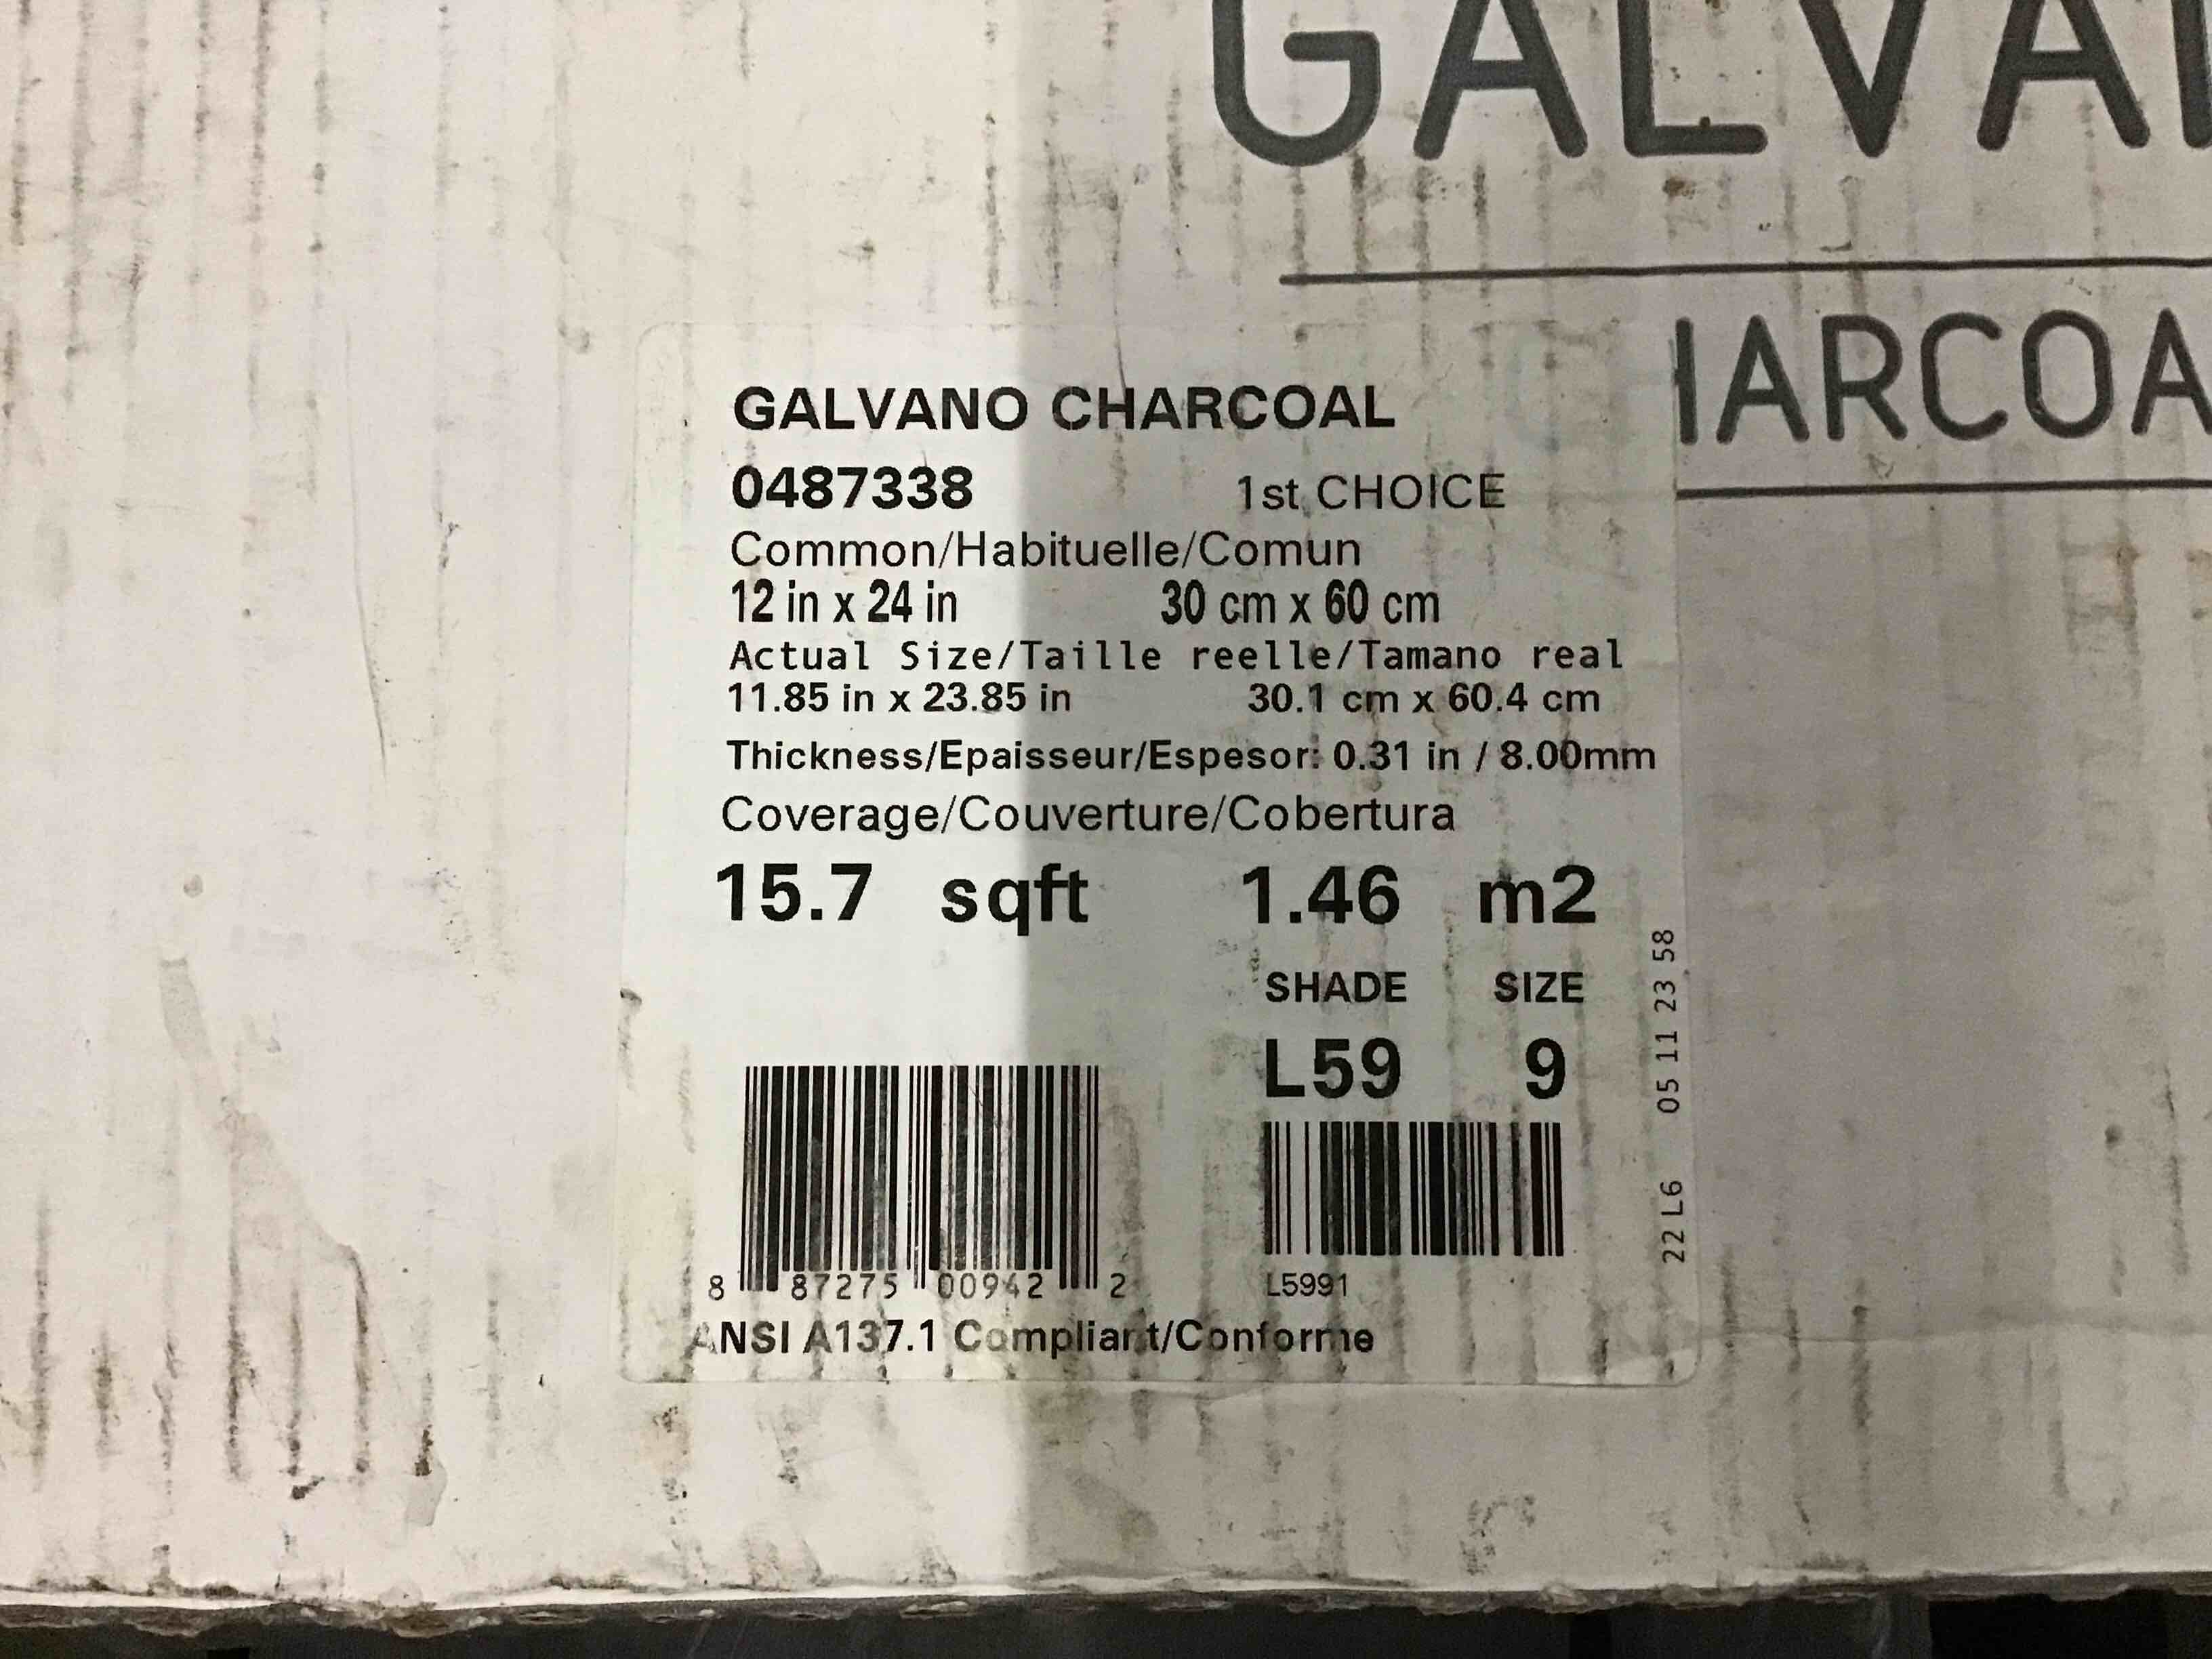 GALVA
HARCOA
GALVANO CHARCOAL
0487338 1st CHOICE
Common/Habituelle/Comun
12 in x 24 in 30 cm x 60 cm
Actual Size/Taille reelle/Tamano real
11.85 in x 23.85 in 30.1 cm x 60.4 cm
Thickness/Epaisseur/Espesor: 0.31 in / 8.00mm
Coverage/Couverture/Cobertura
15.7 sqft 1.46 m2
SHADE SIZE
L59 9
8 87275 00942 2
L5991
ANSI A137.1 Compliant/Conforme
22 L6 05 11 23 58